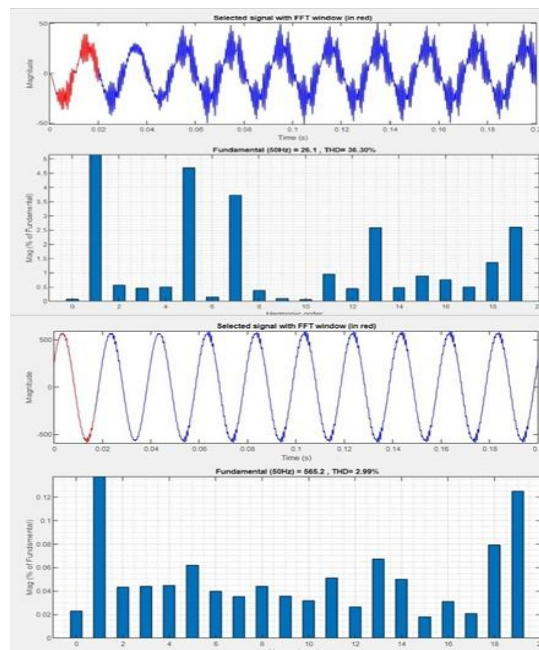 Selected signal with FFT window (in red)
50
0
-50
Magnitude
0 0.02 0.04 0.06 0.08 0.1 0.12 0.14 0.16 0.18
Time (s)
Fundamental (50Hz) = 26.1 , THD= 36.30%
5
4.5
3.5
2.5
1.5
1
0.5
0
Mag (% of Fundamental)
0 2 4 6 8 10 12 14 16 18
Harmonic order
Selected signal with FFT window (in red)
500
0
-500
Magnitude
0 0.02 0.04 0.06 0.08 0.1 0.12 0.14 0.16 0.18
Time (s)
Fundamental (50Hz) = 565.2 , THD= 2.99%
0.12
0.1
0.08
0.06
0.04
0.02
0
Mag (% of Fundamental)
0 2 4 6 8 10 12 14 16 18